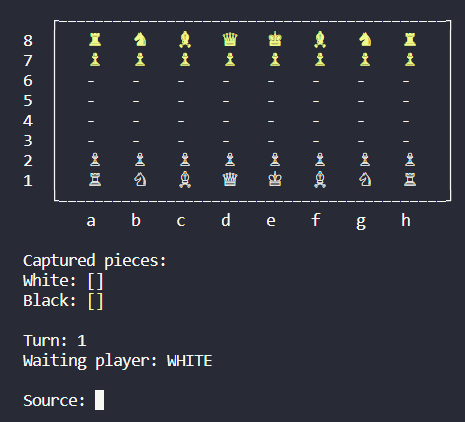 8 ♜ ♞ ♝ ♛ ♚ ♝ ♞ ♜
7 ♝ ♝ ♝ ♝ ♝ ♝ ♝ ♝
6 - - - - - - - -
5 - - - - - - - -
4 - - - - - - - -
3 - - - - - - - -
2 ♗ ♗ ♗ ♗ ♗ ♗ ♗ ♗
1 ♖ ♘ ♗ ♕ ♔ ♗ ♘ ♖
a b c d e f g h
Captured pieces:
White: []
Black: []
Turn: 1
Waiting player: WHITE
Source: